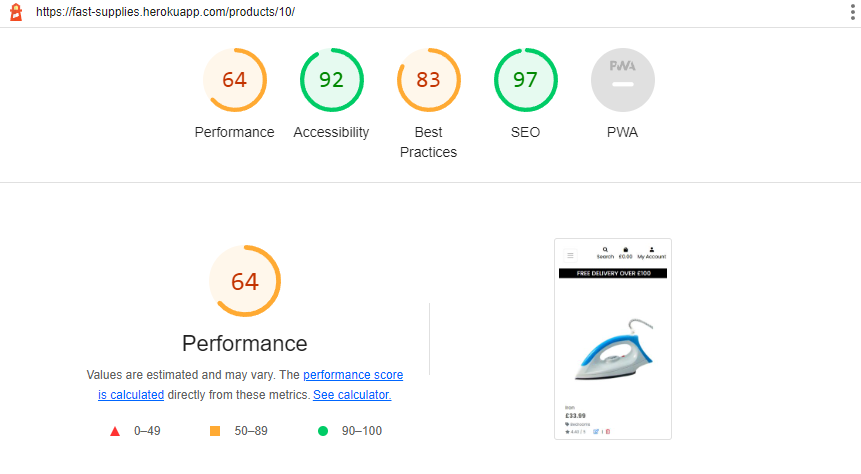 https://fast-supplies.herokuapp.com/products/10/
64
92
83
97
PWA
Performance
Accessibility
Best
Practices
SEO
PWA
64
Performance
Values are estimated and may vary. The performance score
is calculated directly from these metrics. See calculator.
0–49
50–89
90–100
Search £0.00 My Account
FREE DELIVERY OVER £100
Iron
£33.99
Bedrooms